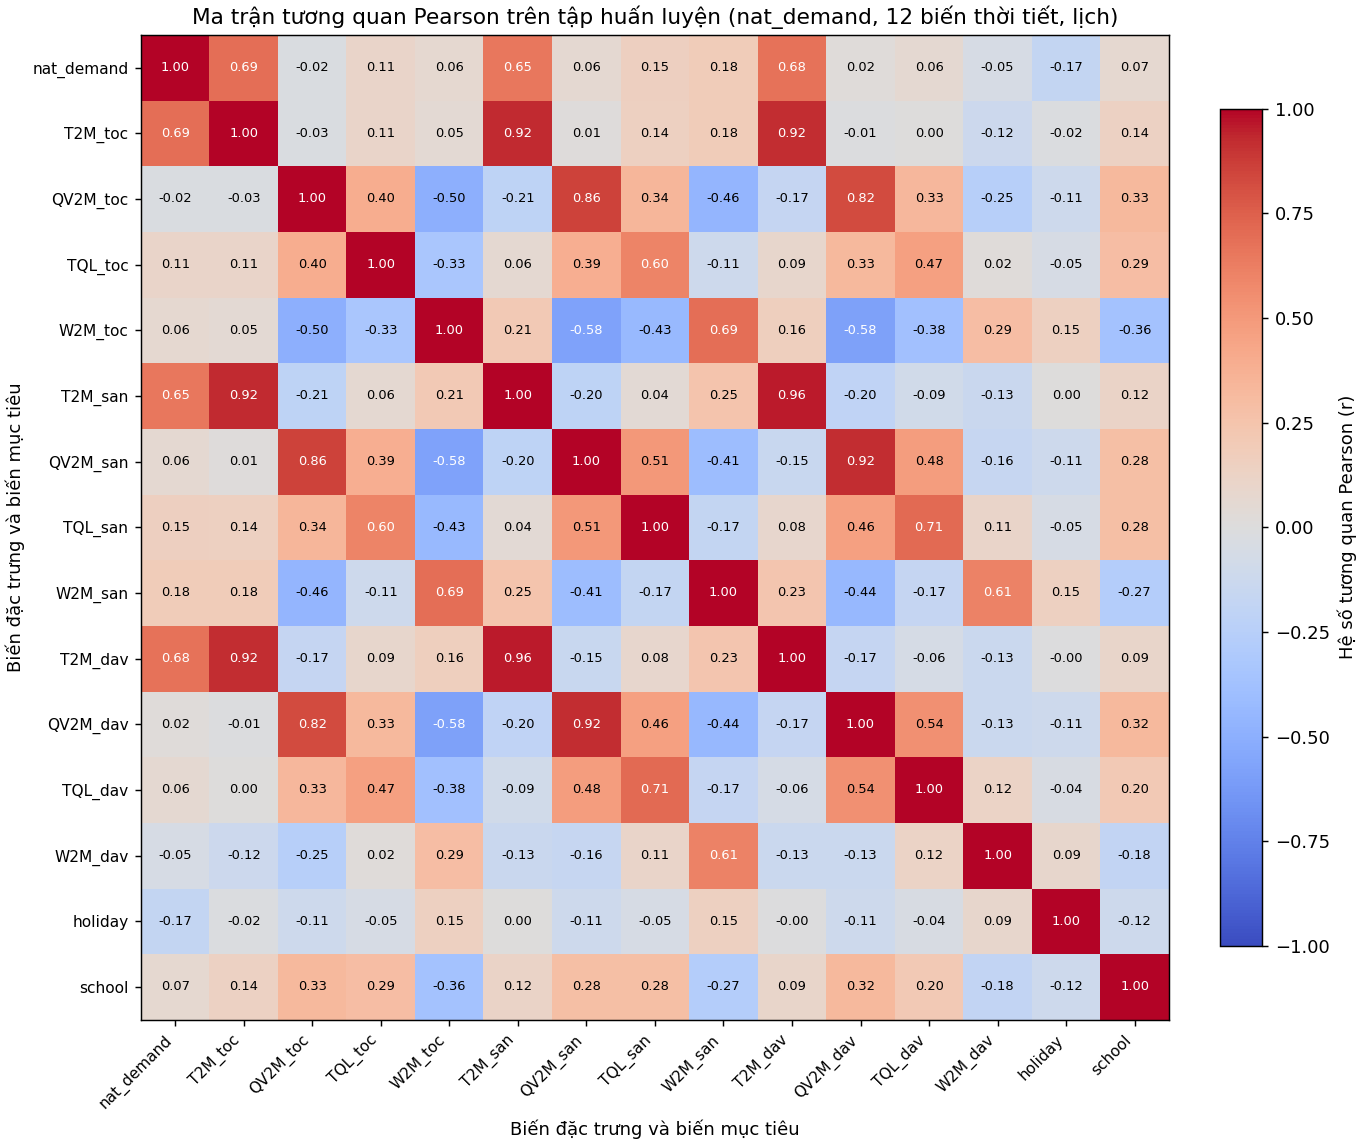 Ma trận tương quan Pearson trên tập huấn luyện (nat_demand, 12 biến thời tiết, lịch)
Biến đặc trưng và biến mục tiêu
nat_demand 1.00 0.69 -0.02 0.11 0.06 0.65 0.06 0.15 0.18 0.68 0.02 0.06 -0.05 -0.17 0.07
T2M_toc 0.69 1.00 -0.03 0.11 0.05 0.92 0.01 0.14 0.18 0.92 -0.01 0.00 -0.12 -0.02 0.14
QV2M_toc -0.02 -0.03 1.00 0.40 -0.50 -0.21 0.86 0.34 -0.46 -0.17 0.82 0.33 -0.25 -0.11 0.33
TQL_toc 0.11 0.11 0.40 1.00 -0.33 0.06 0.39 0.60 -0.11 0.09 0.33 0.47 0.02 -0.05 0.29
W2M_toc 0.06 0.05 -0.50 -0.33 1.00 0.21 -0.58 -0.43 0.69 0.16 -0.58 -0.38 0.29 0.15 -0.36
T2M_san 0.65 0.92 -0.21 0.06 0.21 1.00 -0.20 0.04 0.25 0.96 -0.20 -0.09 -0.13 0.00 0.12
QV2M_san 0.06 0.01 0.86 0.39 -0.58 -0.20 1.00 0.51 -0.41 -0.15 0.92 0.48 -0.16 -0.11 0.28
TQL_san 0.15 0.14 0.34 0.60 -0.43 0.04 0.51 1.00 -0.17 0.08 0.46 0.71 0.11 -0.05 0.28
W2M_san 0.18 0.18 -0.46 -0.11 0.69 0.25 -0.41 -0.17 1.00 0.23 -0.44 -0.17 0.61 0.15 -0.27
T2M_dav 0.68 0.92 -0.17 0.09 0.16 0.96 -0.15 0.08 0.23 1.00 -0.17 -0.06 -0.13 -0.00 0.09
QV2M_dav 0.02 -0.01 0.82 0.33 -0.58 -0.20 0.92 0.46 -0.44 -0.17 1.00 0.54 -0.13 -0.11 0.32
TQL_dav 0.06 0.00 0.33 0.47 -0.38 -0.09 0.48 0.71 -0.17 -0.06 0.54 1.00 0.12 -0.04 0.20
W2M_dav -0.05 -0.12 -0.25 0.02 0.29 -0.13 -0.16 0.11 0.61 -0.13 -0.13 0.12 1.00 0.09 -0.18
holiday -0.17 -0.02 -0.11 -0.05 0.15 0.00 -0.11 -0.05 0.15 -0.00 -0.11 -0.04 0.09 1.00 -0.12
school 0.07 0.14 0.33 0.29 -0.36 0.12 0.28 0.28 -0.27 0.09 0.32 0.20 -0.18 -0.12 1.00
nat_demand T2M_toc QV2M_toc TQL_toc W2M_toc T2M_san QV2M_san TQL_san W2M_san T2M_dav QV2M_dav TQL_dav W2M_dav holiday school
Biến đặc trưng và biến mục tiêu
1.00
0.75
0.50
0.25
0.00
−0.25
−0.50
−0.75
−1.00
Hệ số tương quan Pearson (r)